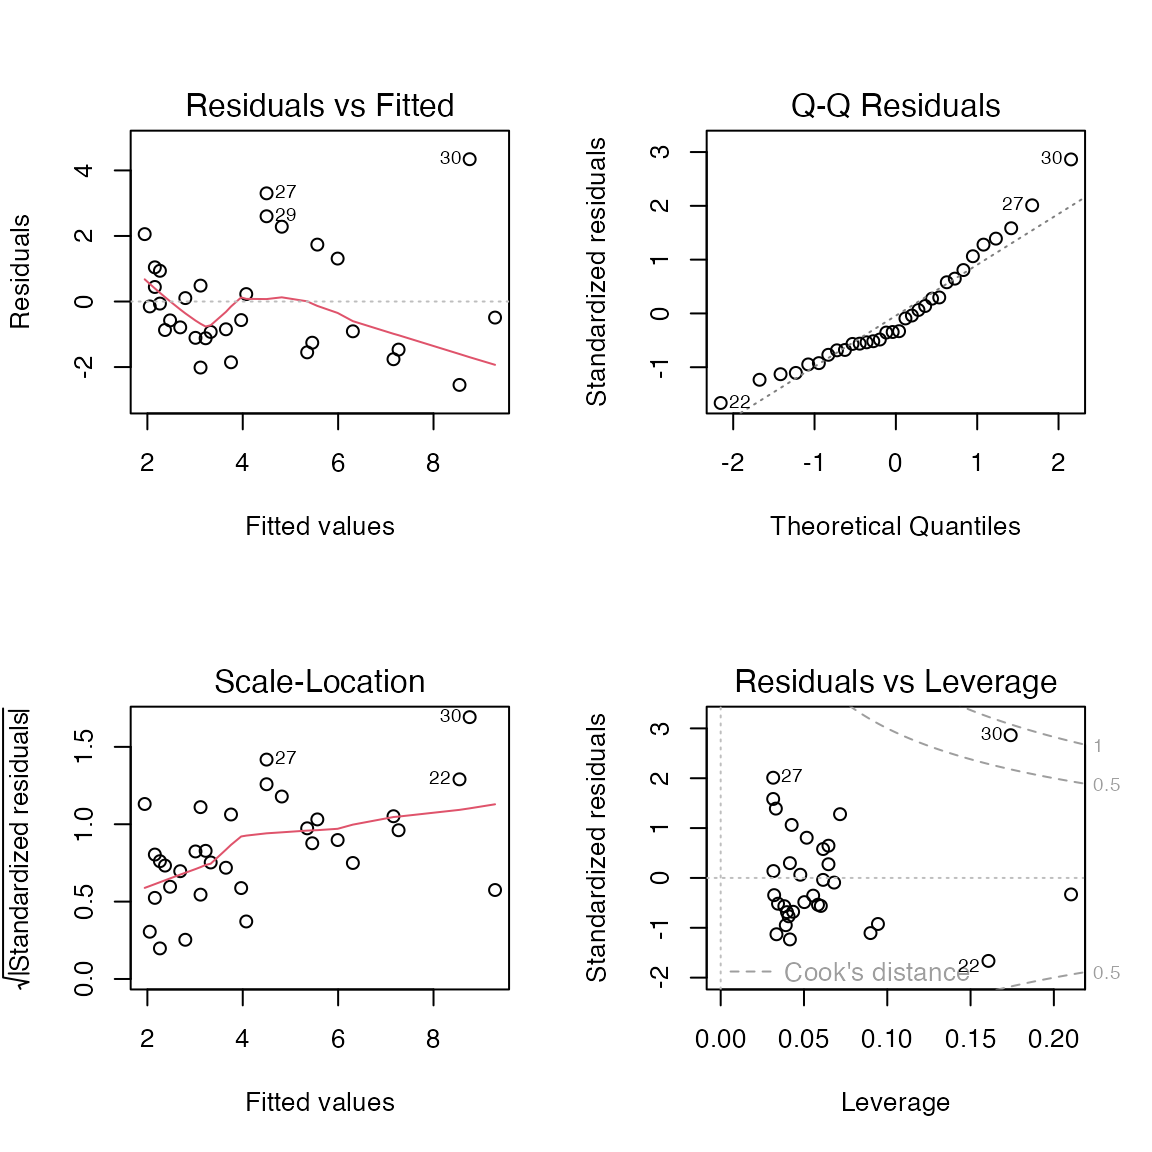 Residuals vs Fitted
Residuals
4
2
0
-2
30
27
29
2 4 6 8
Fitted values
Q-Q Residuals
Standardized residuals
3
2
1
0
-1
30
27
22
-2 -1 0 1 2
Theoretical Quantiles
Scale-Location
√|Standardized residuals|
1.5
1.0
0.5
0.0
30
27
22
2 4 6 8
Fitted values
Residuals vs Leverage
Standardized residuals
3
2
1
0
-1
-2
30
27
22
1
0.5
0.5
Cook's distance
0.00 0.05 0.10 0.15 0.20
Leverage